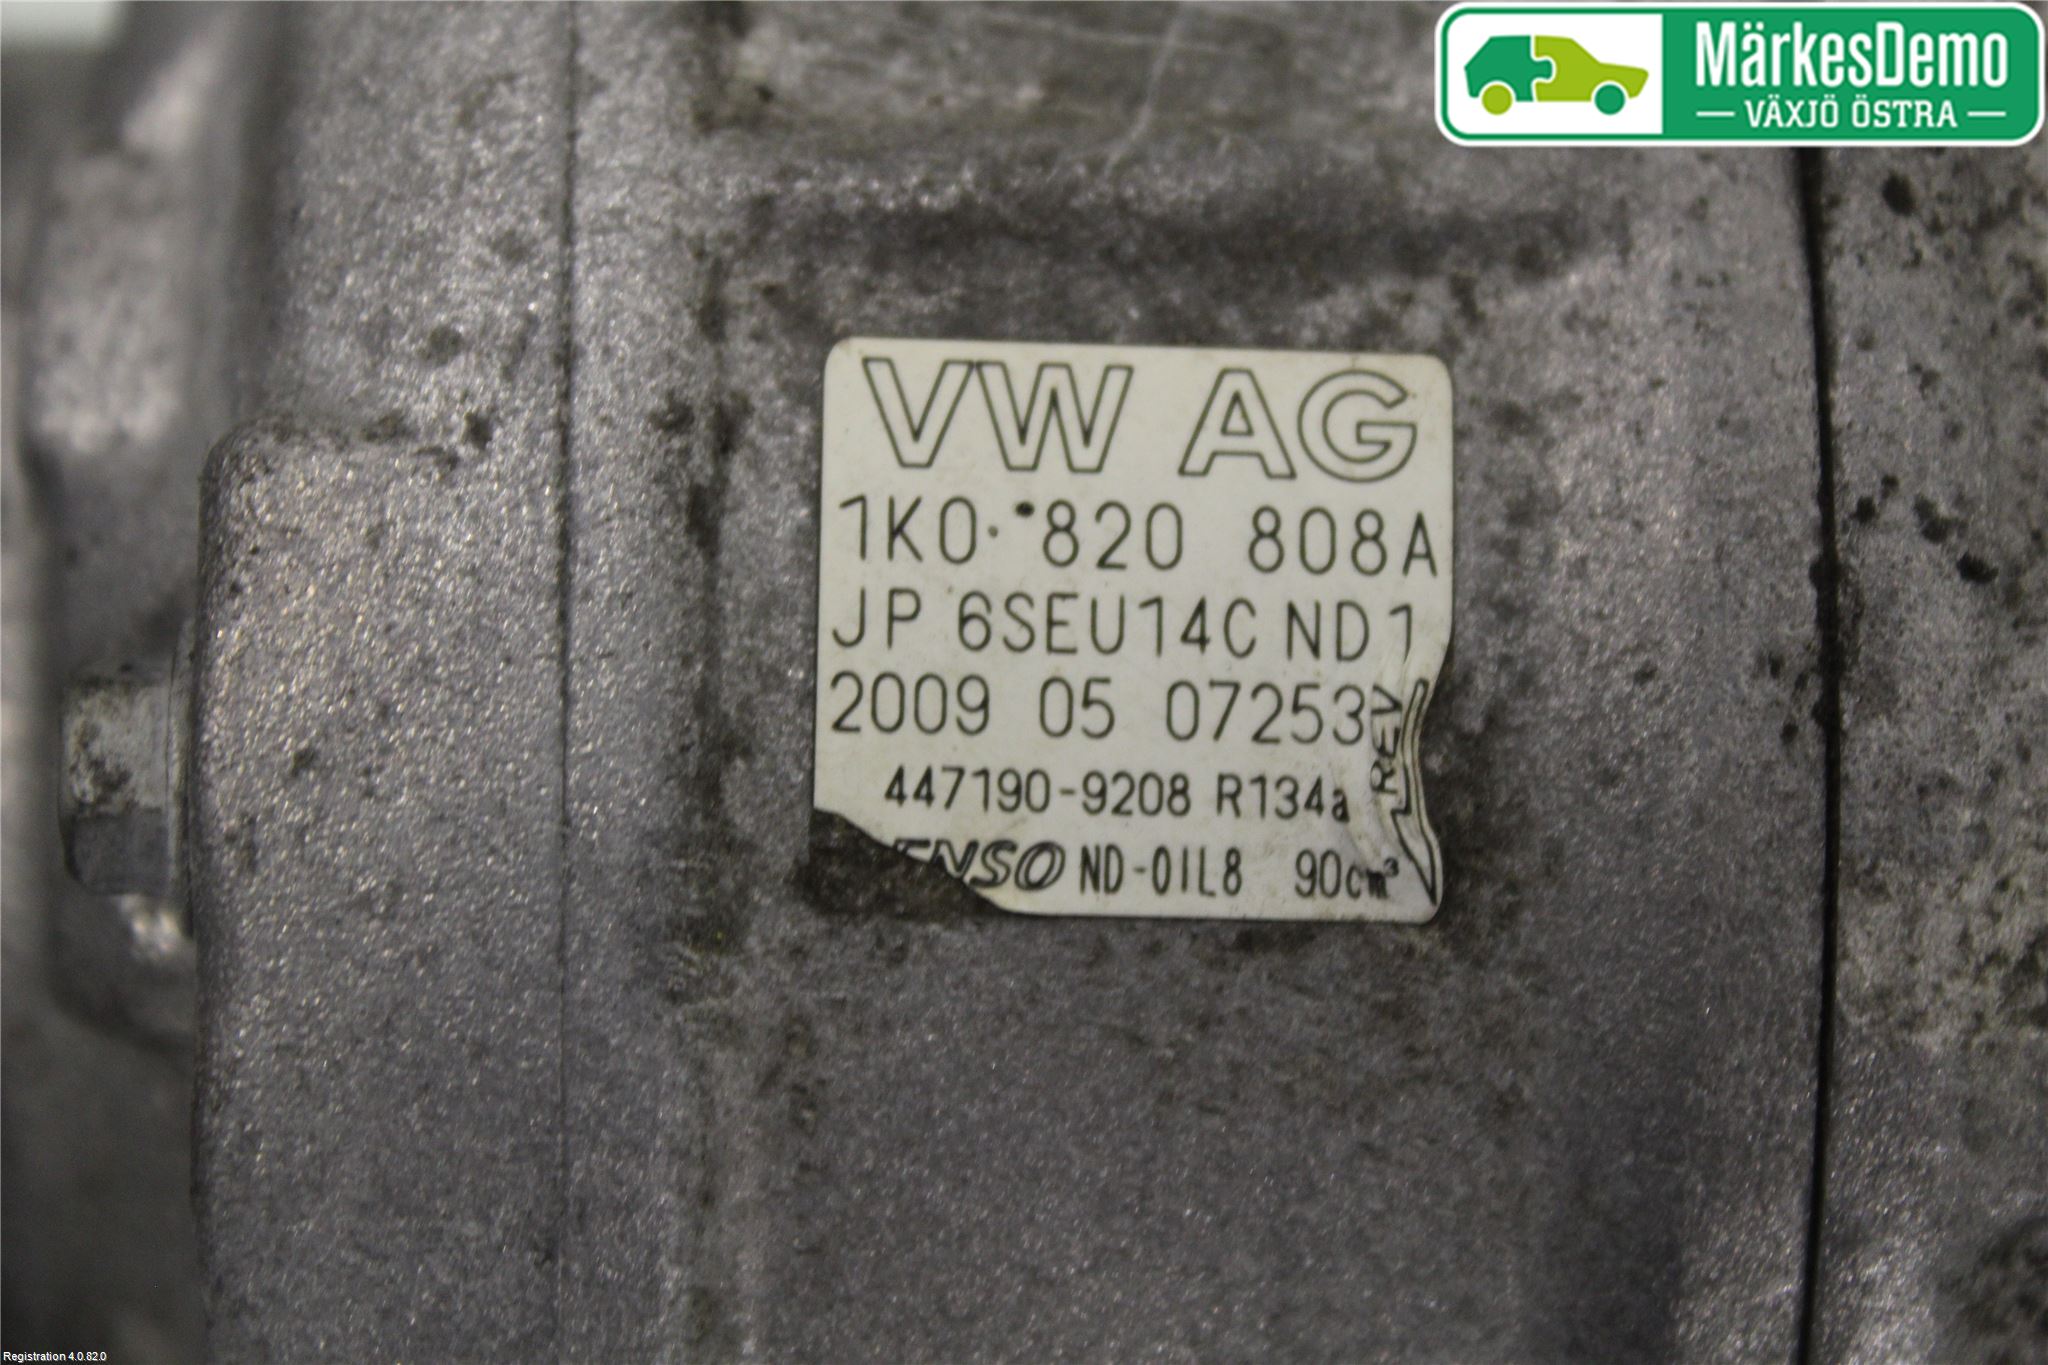 MärkesDemo
VÄXJÖ ÖSTRA
VW AG
1K0 820 808A
JP 6SEU14C ND1
2009 05 07253
REV
447190-9208 R134a
ENSO ND-OIL8 90cm³
Registration 4.0.82.0